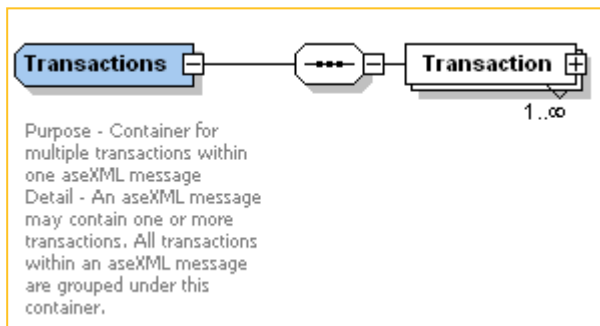 Transactions
Transaction
1..∞
Purpose - Container for
multiple transactions within
one aseXML message
Detail - An aseXML message
may contain one or more
transactions. All transactions
within an aseXML message
are grouped under this
container.